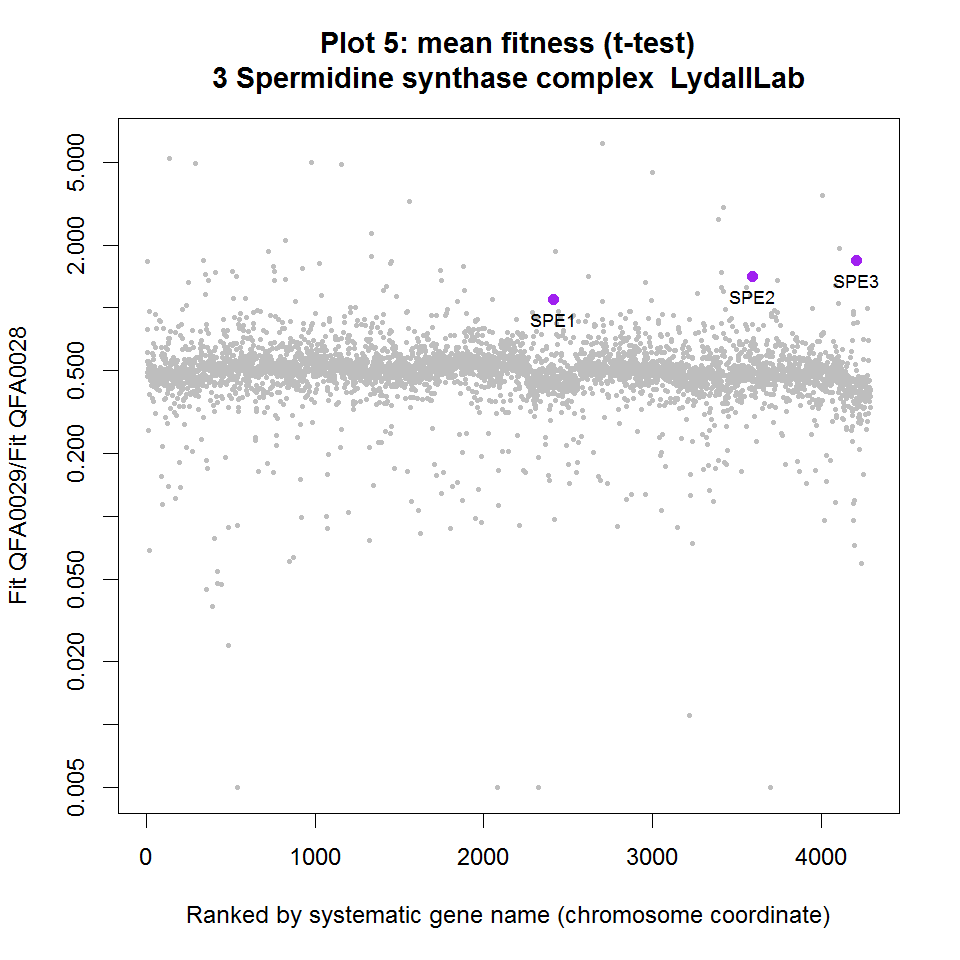 Plot 5: mean fitness (t-test)
3 Spermidine synthase complex  LydallLab
Fit QFA0029/Fit QFA0028
5.000
2.000
0.500
0.200
0.050
0.020
0.005
SPE1
SPE2
SPE3
0
1000
2000
3000
4000
Ranked by systematic gene name (chromosome coordinate)